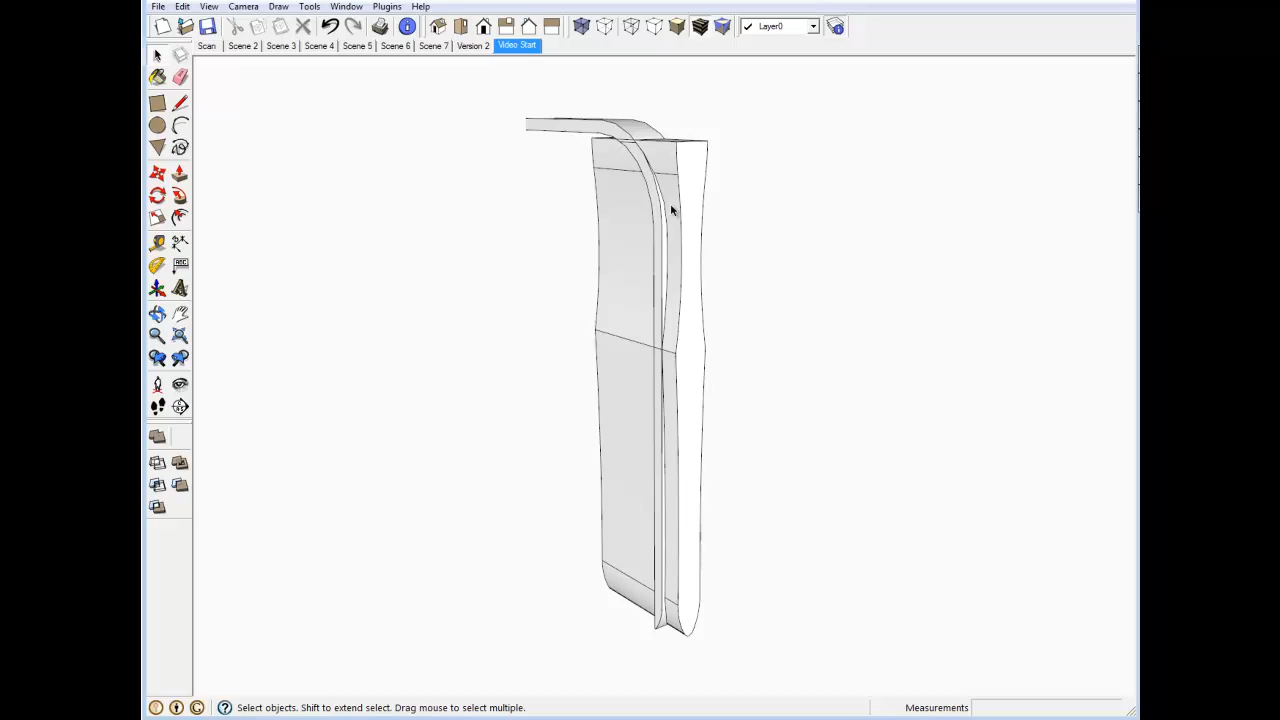 File Edit View Camera Draw Tools Window Plugins Help
Layer0
Scan Scene 2 Scene 3 Scene 4 Scene 5 Scene 6 Scene 7 Version 2 Video Start
ABC
Select objects. Shift to extend select. Drag mouse to select multiple. Measurements